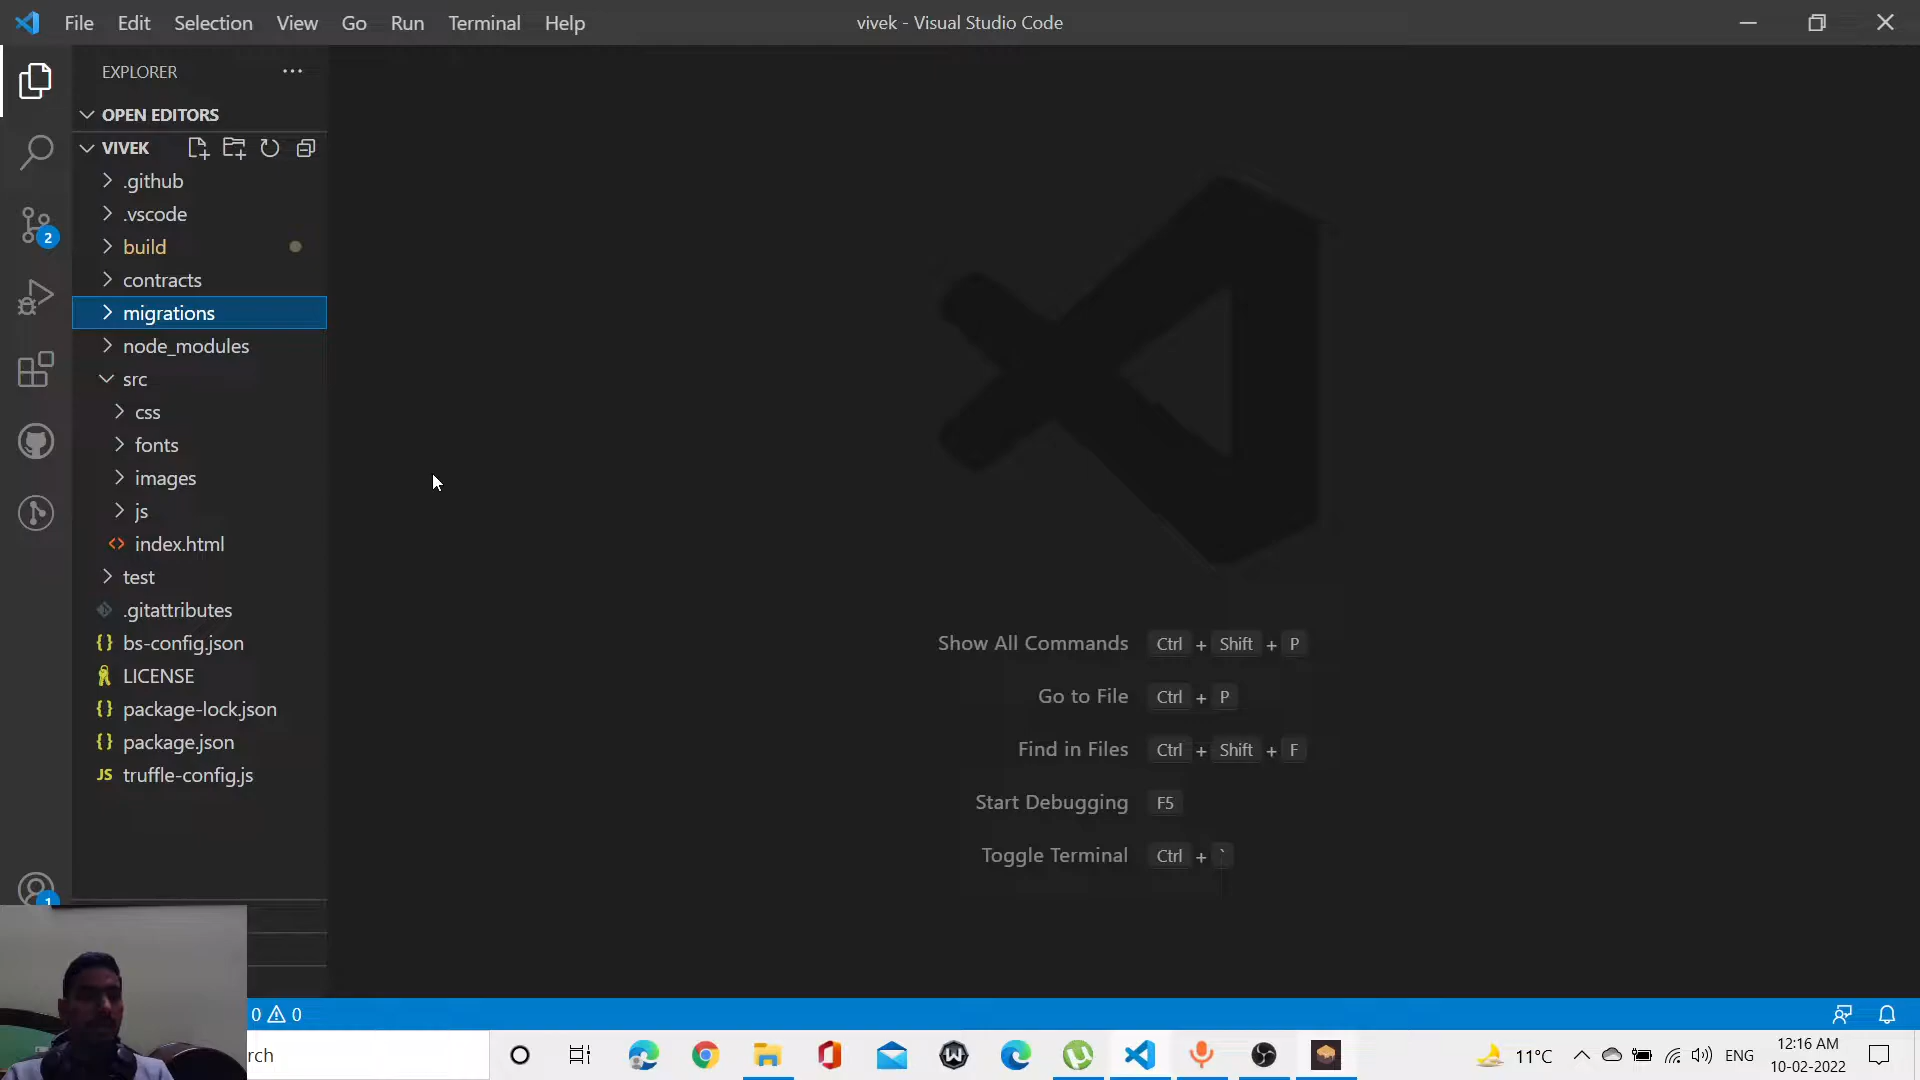 File Edit Selection View Go Run Terminal Help
vivek - Visual Studio Code
EXPLORER
OPEN EDITORS
VIVEK
.github
.vscode
build
contracts
migrations
node_modules
src
css
fonts
images
js
index.html
test
.gitattributes
bs-config.json
LICENSE
package-lock.json
package.json
truffle-config.js
2
1
Show All Commands Ctrl + Shift + P
Go to File Ctrl + P
Find in Files Ctrl + Shift + F
Start Debugging F5
Toggle Terminal Ctrl + `
0 0
rch
11°C
ENG
12:16 AM
10-02-2022